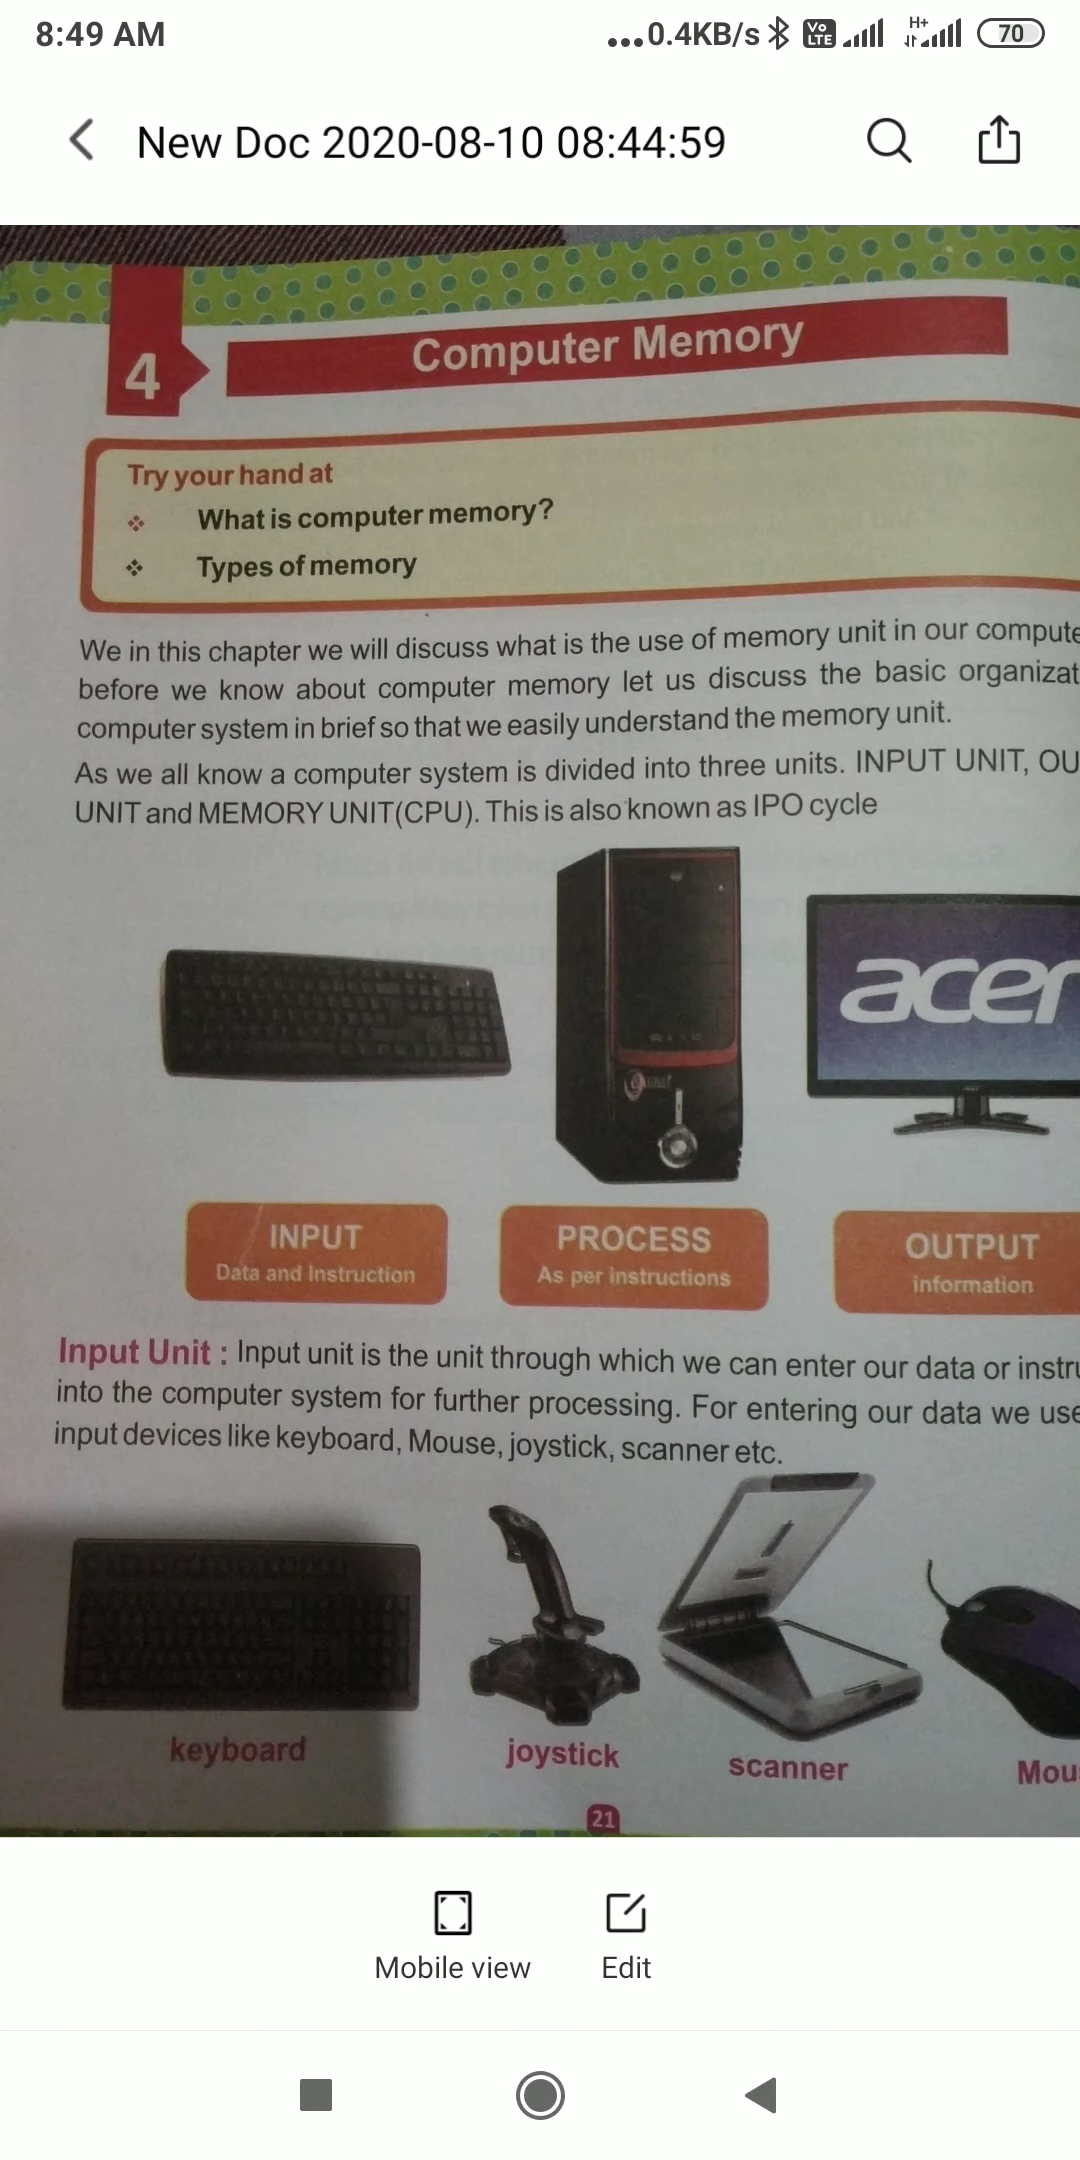 8:49 AM
...0.4KB/s Vo LTE H+ 70
New Doc 2020-08-10 08:44:59
4
Computer Memory
Try your hand at
What is computer memory?
Types of memory
We in this chapter we will discuss what is the use of memory unit in our compute
before we know about computer memory let us discuss the basic organizat
computer system in brief so that we easily understand the memory unit.
As we all know a computer system is divided into three units. INPUT UNIT, OU
UNIT and MEMORY UNIT(CPU). This is also known as IPO cycle
acer
INPUT
Data and Instruction
PROCESS
As per instructions
OUTPUT
information
Input Unit : Input unit is the unit through which we can enter our data or instru
into the computer system for further processing. For entering our data we use
input devices like keyboard, Mouse, joystick, scanner etc.
keyboard
joystick
scanner
Mou
21
Mobile view
Edit